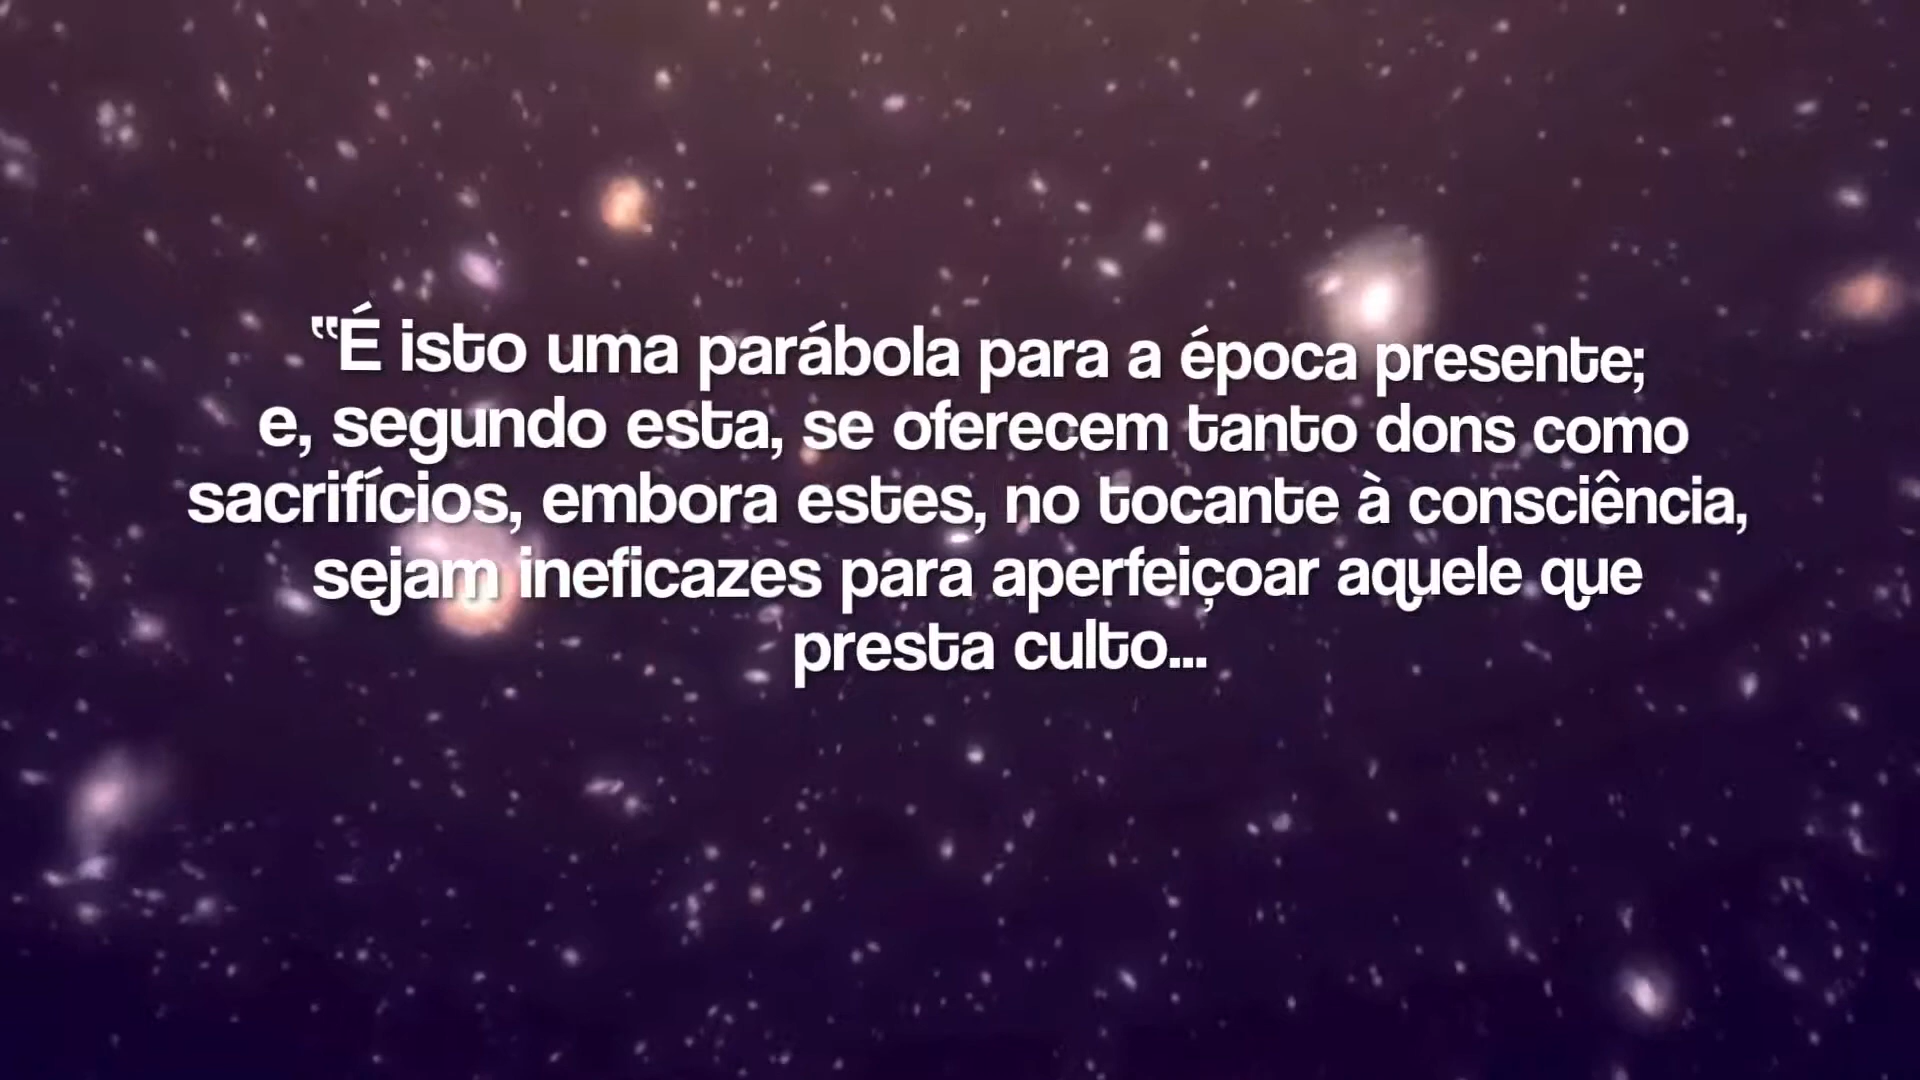 “É isto uma parábola para a época presente;
e, segundo esta, se oferecem tanto dons como
sacrifícios, embora estes, no tocante à consciência,
sejam ineficazes para aperfeiçoar aquele que
presta culto...